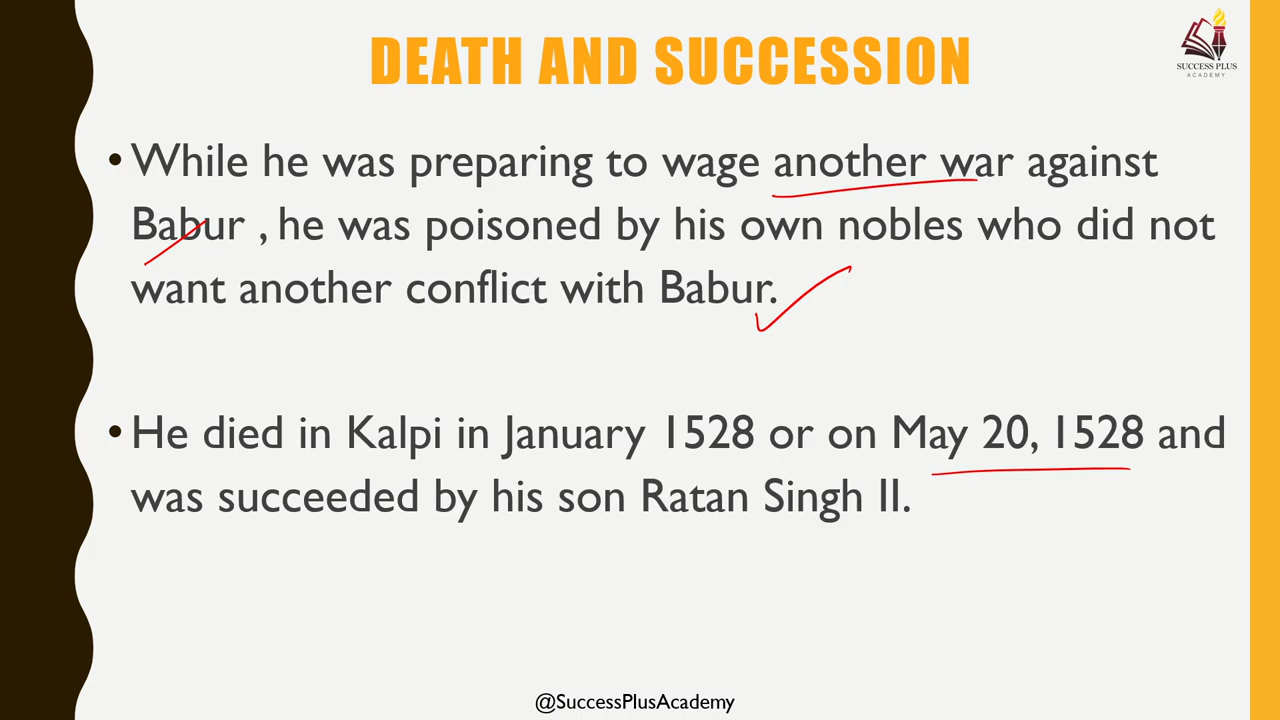 DEATH AND SUCCESSION
SUCCESS PLUS
ACADEMY
• While he was preparing to wage another war against
Babur , he was poisoned by his own nobles who did not
want another conflict with Babur.
• He died in Kalpi in January 1528 or on May 20, 1528 and
was succeeded by his son Ratan Singh II.
@SuccessPlusAcademy